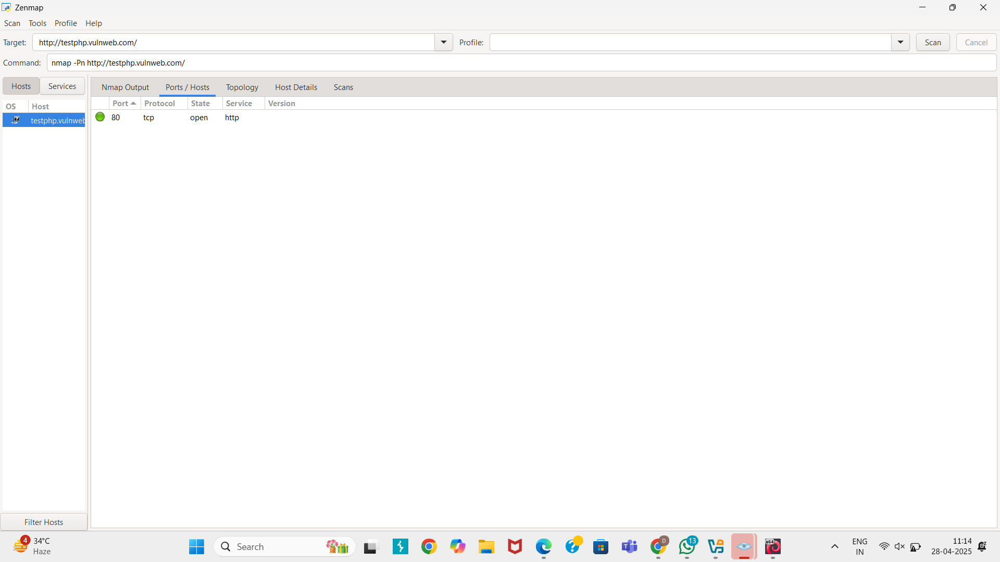 Zenmap
Scan Tools Profile Help
Target: http://testphp.vulnweb.com/ Profile: Scan Cancel
Command: nmap -Pn http://testphp.vulnweb.com/
Hosts Services
Nmap Output Ports / Hosts Topology Host Details Scans
OS Host
Port Protocol State Service Version
testphp.vulnweb
80 tcp open http
Filter Hosts
4
34°C
Haze
Search
D
13
x64
ENG
IN
11:14
28-04-2025